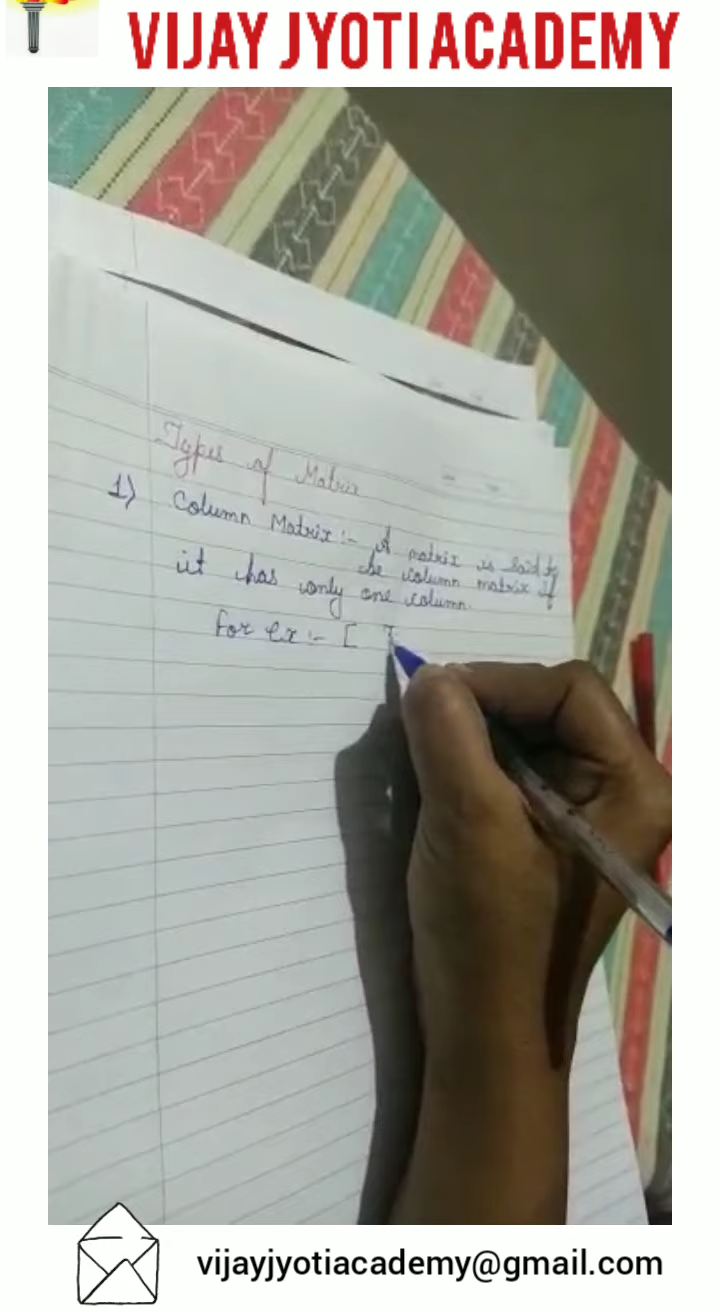 VIJAY JYOTI ACADEMY
Types of Matrix
1) Column Matrix :- A matrix is said to
be column matrix if
it has only one column.
for ex :- [
vijayjyotiacademy@gmail.com